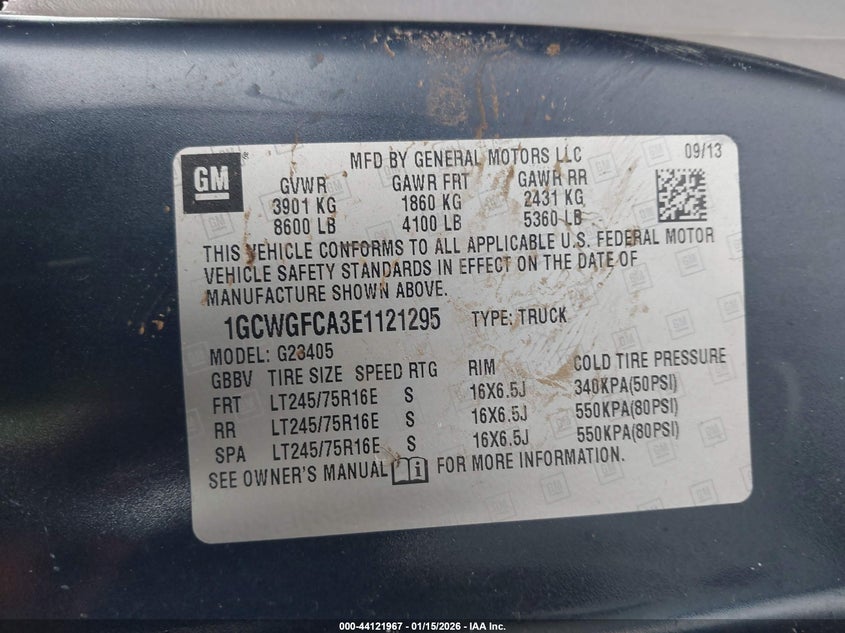 GM
MFD BY GENERAL MOTORS LLC 09/13
GVWR GAWR FRT GAWR RR
3901 KG 1860 KG 2431 KG
8600 LB 4100 LB 5360 LB
THIS VEHICLE CONFORMS TO ALL APPLICABLE U.S. FEDERAL MOTOR
VEHICLE SAFETY STANDARDS IN EFFECT ON THE DATE OF
MANUFACTURE SHOWN ABOVE.
1GCWGFCA3E1121295 TYPE: TRUCK
MODEL: G23405
GBBV TIRE SIZE SPEED RTG RIM COLD TIRE PRESSURE
FRT LT245/75R16E S 16X6.5J 340KPA(50PSI)
RR LT245/75R16E S 16X6.5J 550KPA(80PSI)
SPA LT245/75R16E S 16X6.5J 550KPA(80PSI)
SEE OWNER'S MANUAL FOR MORE INFORMATION.
000-44121967 - 01/15/2026 - IAA Inc.